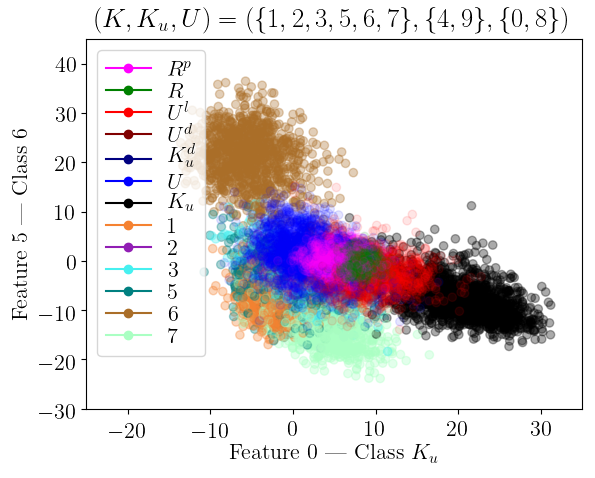 (K, K_u, U) = ({1, 2, 3, 5, 6, 7}, {4, 9}, {0, 8})
40
30
20
10
0
−10
−20
−30
Feature 5 — Class 6
R^p
R
U^l
U^d
K_u^d
U
K_u
1
2
3
5
6
7
−20 −10 0 10 20 30
Feature 0 — Class K_u